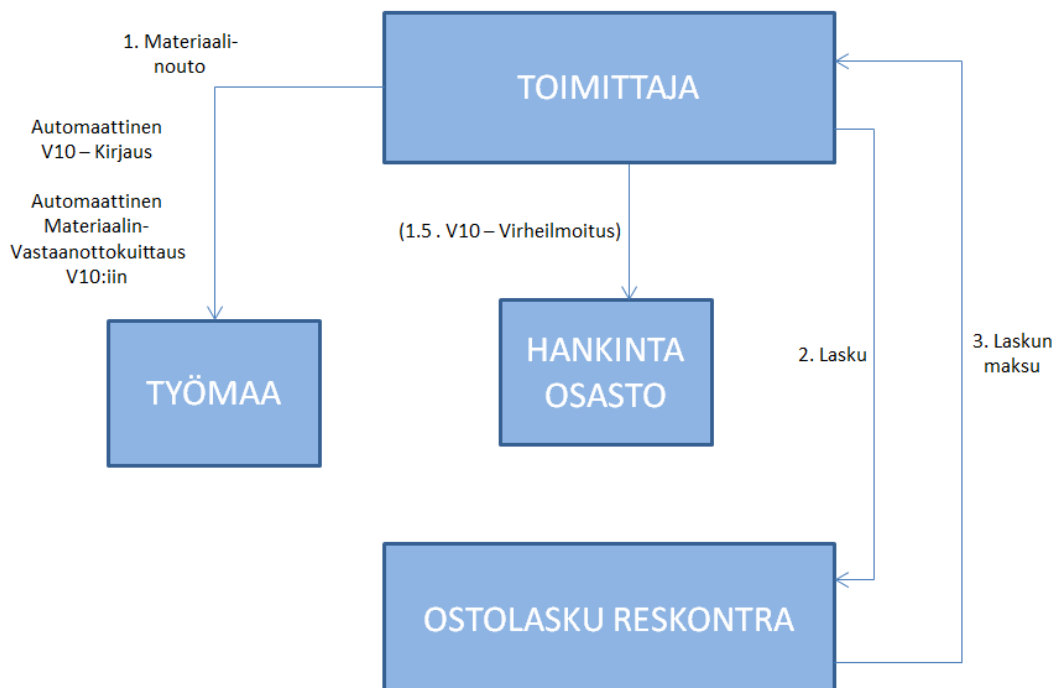 1. Materiaali-
nouto
TOIMITTAJA
Automaattinen
V10 – Kirjaus
Automaattinen
Materiaalin-
Vastaanottokuittaus
V10:iin
(1.5 . V10 – Virheilmoitus)
TYÖMAA
HANKINTA
OSASTO
2. Lasku
3. Laskun
maksu
OSTOLASKU RESKONTRA